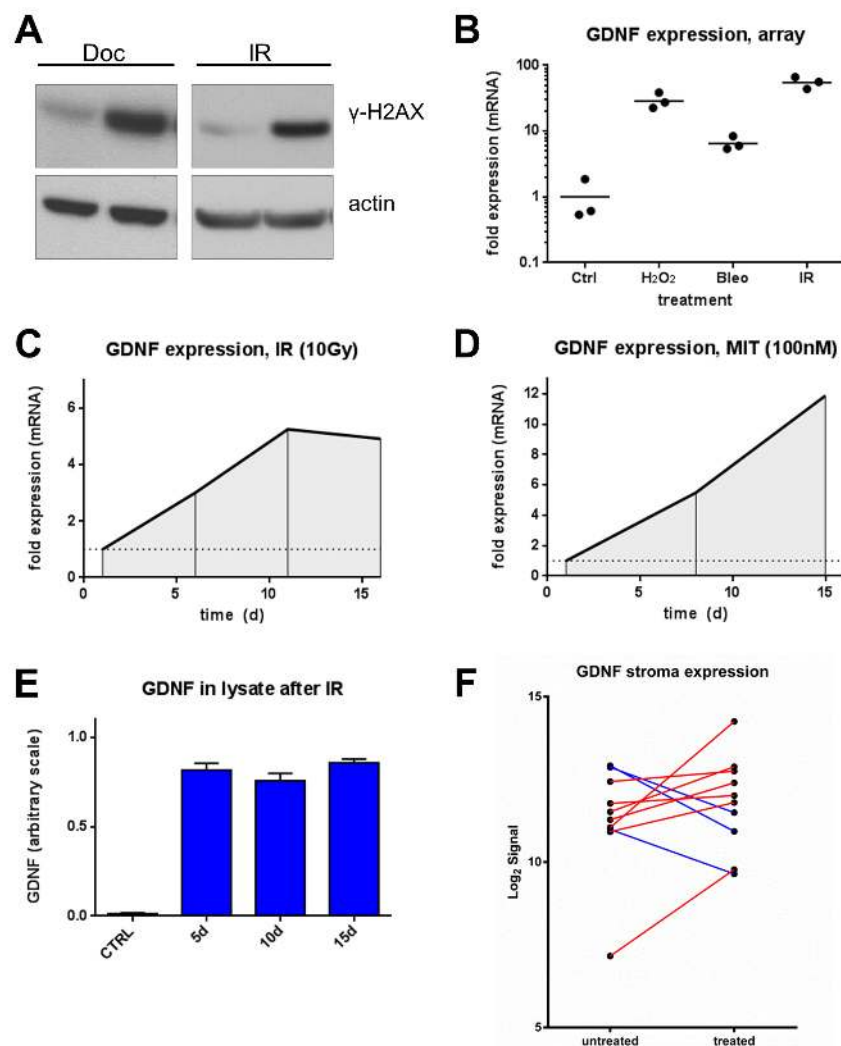 A
Doc
IR
γ-H2AX
actin
B
GDNF expression, array
fold expression (mRNA)
100
10
1
0.1
Ctrl
H₂O₂
Bleo
IR
treatment
C
GDNF expression, IR (10Gy)
fold expression (mRNA)
6
4
2
0
0
5
10
15
time (d)
D
GDNF expression, MIT (100nM)
fold expression (mRNA)
12
10
8
6
4
2
0
0
5
10
15
time (d)
E
GDNF in lysate after IR
GDNF (arbitrary scale)
1.0
0.5
0.0
CTRL
5d
10d
15d
F
GDNF stroma expression
Log₂ Signal
15
10
5
untreated
treated